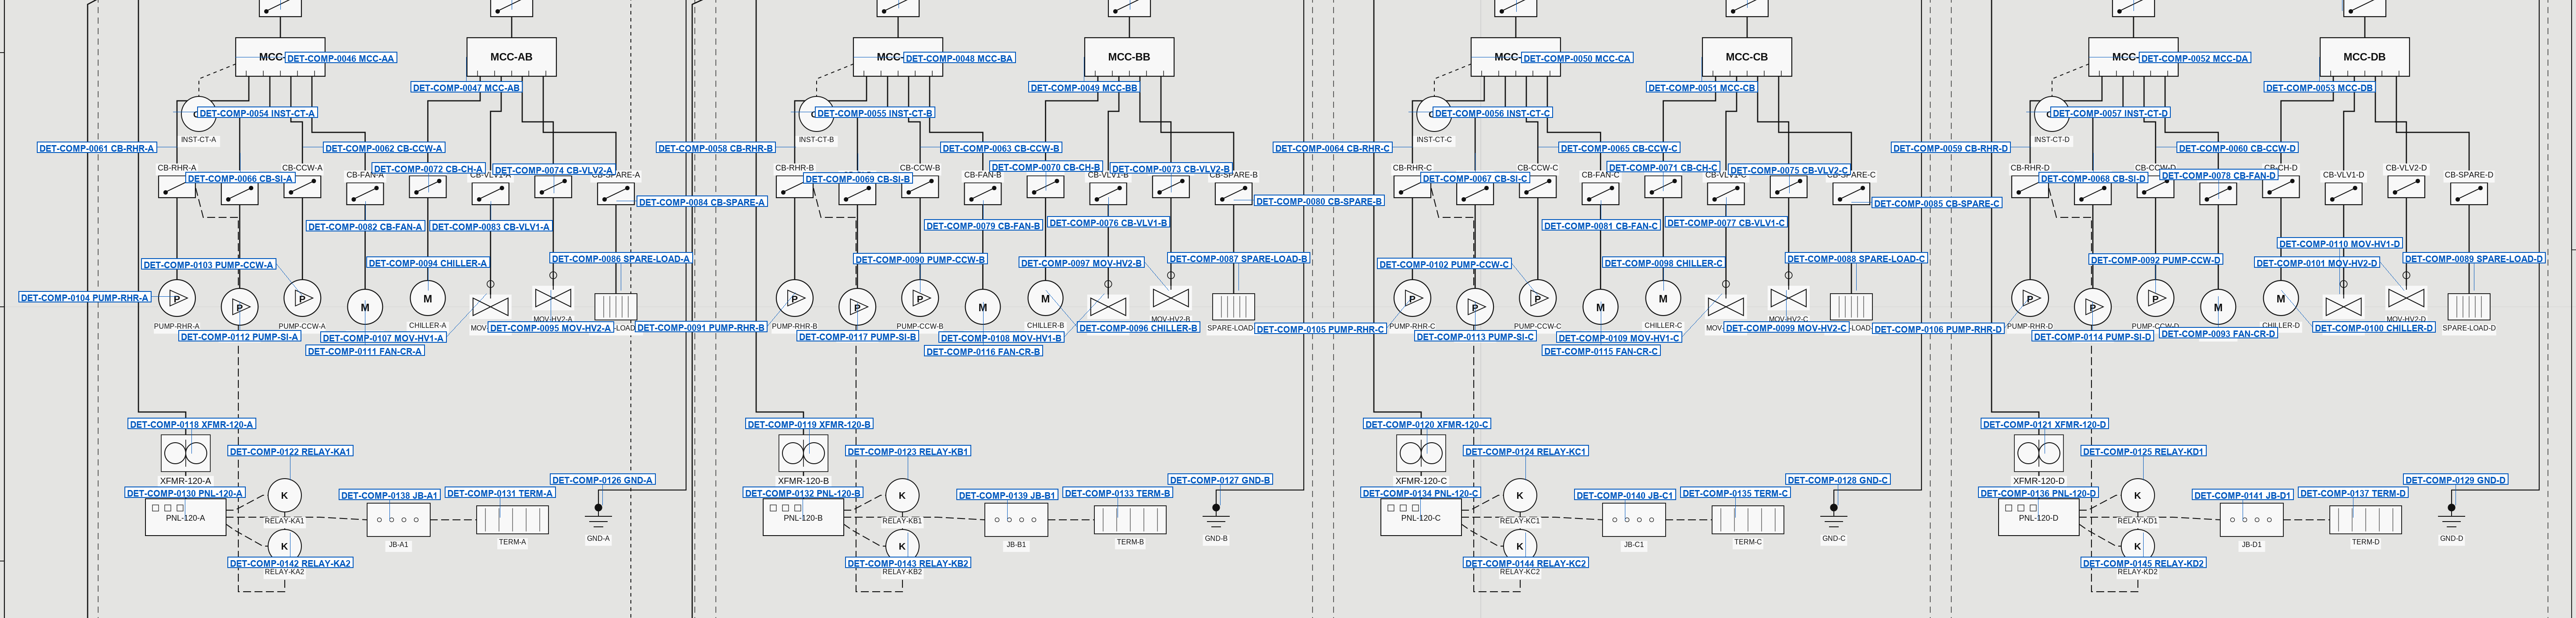 MCC- DET-COMP-0046 MCC-AA
MCC-AB
DET-COMP-0047 MCC-AB
DET-COMP-0054 INST-CT-A
INST-CT-A
DET-COMP-0061 CB-RHR-A
DET-COMP-0062 CB-CCW-A
CB-RHR-A
CB-CCW-A
DET-COMP-0072 CB-CH-A
DET-COMP-0074 CB-VLV2-A
DET-COMP-0066 CB-SI-A
CB-FAN-A
DET-COMP-0084 CB-SPARE-A
DET-COMP-0082 CB-FAN-A
DET-COMP-0083 CB-VLV1-A
DET-COMP-0086 SPARE-LOAD-A
DET-COMP-0103 PUMP-CCW-A
DET-COMP-0094 CHILLER-A
DET-COMP-0104 PUMP-RHR-A
P
P
P
M
M
PUMP-RHR-A
PUMP-CCW-A
CHILLER-A
DET-COMP-0095 MOV-HV2-A
DET-COMP-0112 PUMP-SI-A
DET-COMP-0107 MOV-HV1-A
DET-COMP-0111 FAN-CR-A
DET-COMP-0118 XFMR-120-A
XFMR-120-A
DET-COMP-0122 RELAY-KA1
DET-COMP-0126 GND-A
DET-COMP-0130 PNL-120-A
DET-COMP-0138 JB-A1
DET-COMP-0131 TERM-A
K
PNL-120-A
RELAY-KA1
JB-A1
TERM-A
GND-A
K
DET-COMP-0142 RELAY-KA2
RELAY-KA2
MCC- DET-COMP-0048 MCC-BA
MCC-BB
DET-COMP-0049 MCC-BB
DET-COMP-0055 INST-CT-B
INST-CT-B
DET-COMP-0058 CB-RHR-B
DET-COMP-0063 CB-CCW-B
CB-RHR-B
CB-CCW-B
DET-COMP-0070 CB-CH-B
DET-COMP-0073 CB-VLV2-B
DET-COMP-0069 CB-SI-B
CB-FAN-B
CB-VLV1-B
CB-SPARE-B
DET-COMP-0080 CB-SPARE-B
DET-COMP-0079 CB-FAN-B
DET-COMP-0076 CB-VLV1-B
DET-COMP-0087 SPARE-LOAD-B
DET-COMP-0090 PUMP-CCW-B
DET-COMP-0097 MOV-HV2-B
P
P
P
M
M
DET-COMP-0091 PUMP-RHR-B
PUMP-RHR-B
PUMP-CCW-B
CHILLER-B
MOV-HV2-B
DET-COMP-0096 CHILLER-B
SPARE-LOAD
DET-COMP-0117 PUMP-SI-B
DET-COMP-0108 MOV-HV1-B
DET-COMP-0116 FAN-CR-B
DET-COMP-0119 XFMR-120-B
XFMR-120-B
DET-COMP-0123 RELAY-KB1
DET-COMP-0127 GND-B
DET-COMP-0132 PNL-120-B
DET-COMP-0139 JB-B1
DET-COMP-0133 TERM-B
K
PNL-120-B
RELAY-KB1
JB-B1
TERM-B
GND-B
K
DET-COMP-0143 RELAY-KB2
RELAY-KB2
MCC- DET-COMP-0050 MCC-CA
MCC-CB
DET-COMP-0051 MCC-CB
DET-COMP-0056 INST-CT-C
INST-CT-C
DET-COMP-0064 CB-RHR-C
DET-COMP-0065 CB-CCW-C
CB-RHR-C
CB-CCW-C
DET-COMP-0071 CB-CH-C
DET-COMP-0075 CB-VLV2-C
DET-COMP-0067 CB-SI-C
CB-FAN-C
DET-COMP-0085 CB-SPARE-C
DET-COMP-0081 CB-FAN-C
DET-COMP-0077 CB-VLV1-C
DET-COMP-0088 SPARE-LOAD-C
DET-COMP-0102 PUMP-CCW-C
DET-COMP-0098 CHILLER-C
P
P
P
M
M
DET-COMP-0105 PUMP-RHR-C
PUMP-RHR-C
PUMP-CCW-C
CHILLER-C
DET-COMP-0099 MOV-HV2-C
DET-COMP-0113 PUMP-SI-C
DET-COMP-0109 MOV-HV1-C
DET-COMP-0115 FAN-CR-C
DET-COMP-0120 XFMR-120-C
XFMR-120-C
DET-COMP-0124 RELAY-KC1
DET-COMP-0128 GND-C
DET-COMP-0134 PNL-120-C
DET-COMP-0140 JB-C1
DET-COMP-0135 TERM-C
K
PNL-120-C
RELAY-KC1
JB-C1
TERM-C
GND-C
K
DET-COMP-0144 RELAY-KC2
RELAY-KC2
MCC- DET-COMP-0052 MCC-DA
MCC-DB
DET-COMP-0053 MCC-DB
DET-COMP-0057 INST-CT-D
INST-CT-D
DET-COMP-0059 CB-RHR-D
DET-COMP-0060 CB-CCW-D
CB-RHR-D
CB-CCW-D
CB-VLV2-D
DET-COMP-0068 CB-SI-D
DET-COMP-0078 CB-FAN-D
CB-VLV1-D
CB-SPARE-D
DET-COMP-0110 MOV-HV1-D
DET-COMP-0092 PUMP-CCW-D
DET-COMP-0101 MOV-HV2-D
DET-COMP-0089 SPARE-LOAD-D
P
P
P
M
M
DET-COMP-0106 PUMP-RHR-D
PUMP-RHR-D
PUMP-CCW-D
CHILLER-D
MOV-HV2-D
DET-COMP-0100 CHILLER-D
SPARE-LOAD-D
DET-COMP-0114 PUMP-SI-D
DET-COMP-0093 FAN-CR-D
DET-COMP-0121 XFMR-120-D
XFMR-120-D
DET-COMP-0125 RELAY-KD1
DET-COMP-0129 GND-D
DET-COMP-0136 PNL-120-D
DET-COMP-0141 JB-D1
DET-COMP-0137 TERM-D
K
PNL-120-D
RELAY-KD1
JB-D1
TERM-D
GND-D
K
DET-COMP-0145 RELAY-KD2
RELAY-KD2